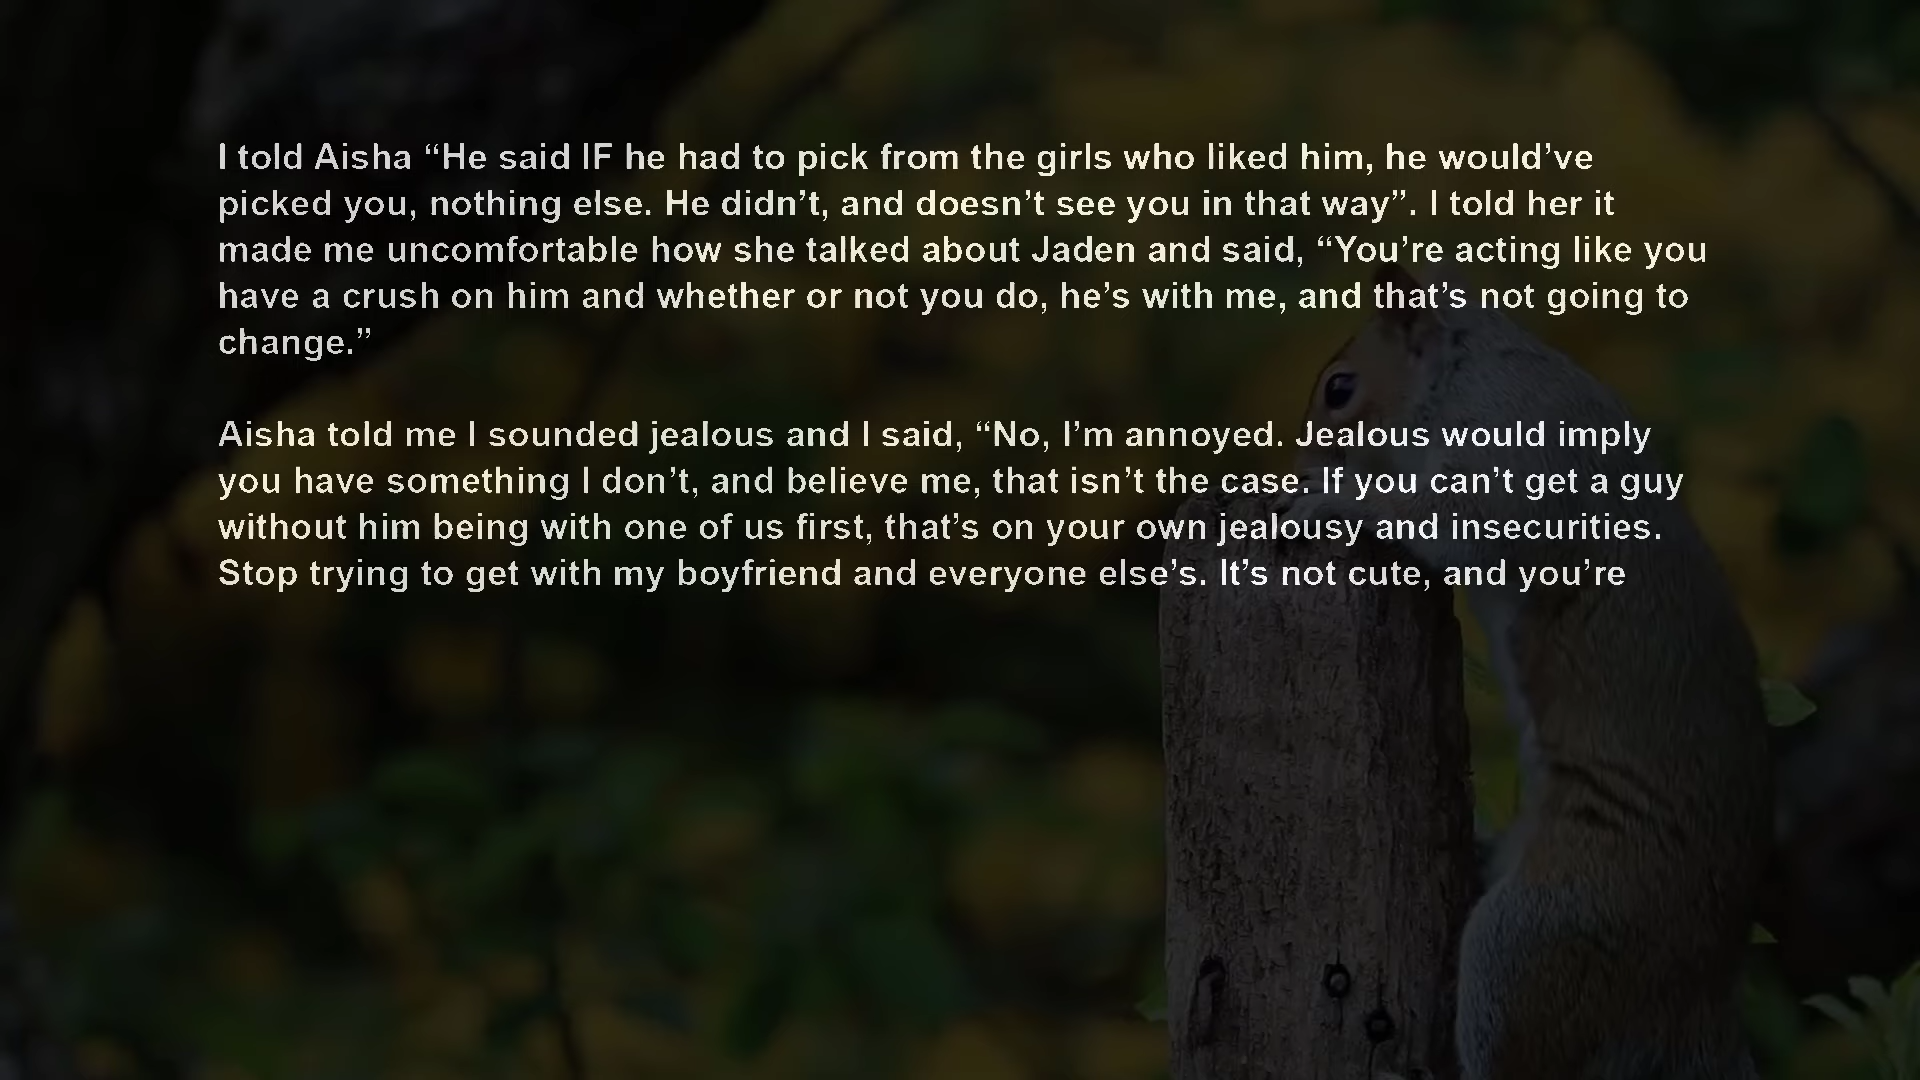 I told Aisha “He said IF he had to pick from the girls who liked him, he would’ve
picked you, nothing else. He didn’t, and doesn’t see you in that way”. I told her it
made me uncomfortable how she talked about Jaden and said, “You’re acting like you
have a crush on him and whether or not you do, he’s with me, and that’s not going to
change.”
Aisha told me I sounded jealous and I said, “No, I’m annoyed. Jealous would imply
you have something I don’t, and believe me, that isn’t the case. If you can’t get a guy
without him being with one of us first, that’s on your own jealousy and insecurities.
Stop trying to get with my boyfriend and everyone else’s. It’s not cute, and you’re